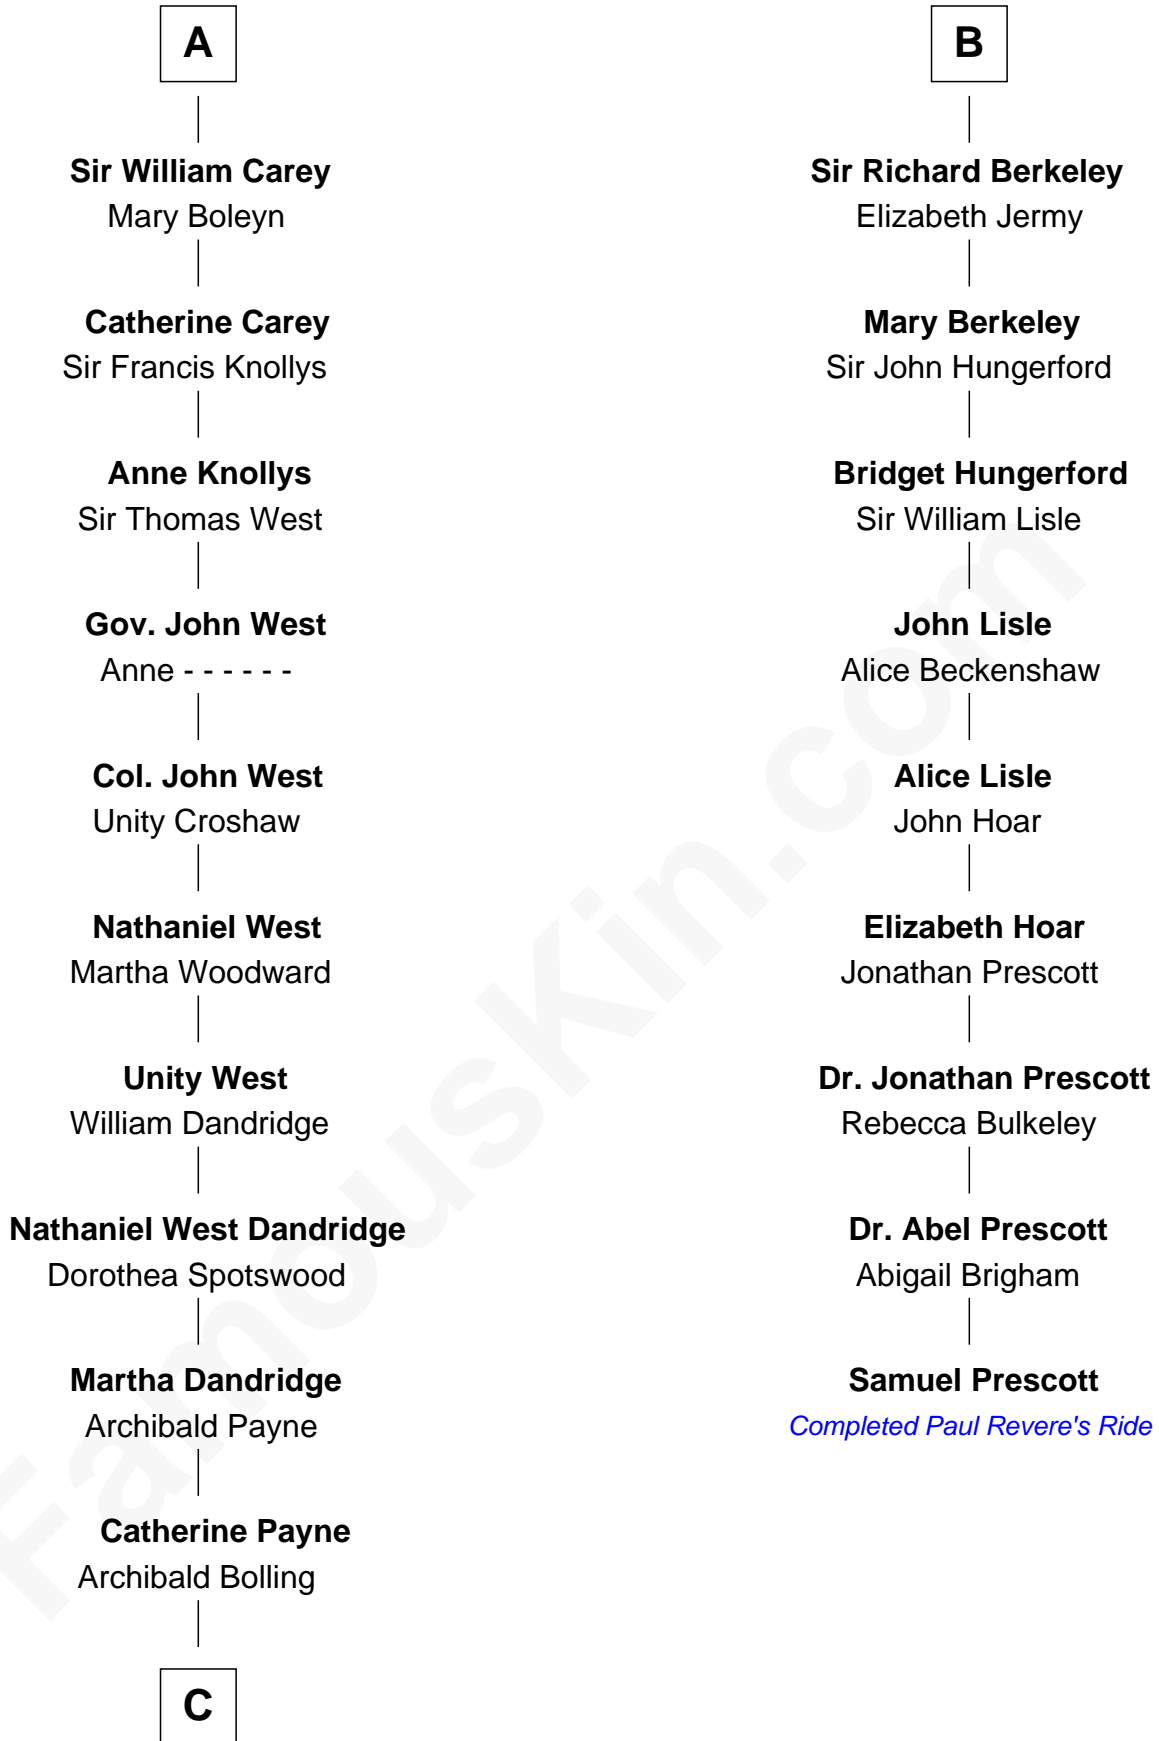 A
Sir William Carey
Mary Boleyn
Catherine Carey
Sir Francis Knollys
Anne Knollys
Sir Thomas West
Gov. John West
Anne - - - - - -
Col. John West
Unity Croshaw
Nathaniel West
Martha Woodward
Unity West
William Dandridge
Nathaniel West Dandridge
Dorothea Spotswood
Martha Dandridge
Archibald Payne
Catherine Payne
Archibald Bolling
C
B
Sir Richard Berkeley
Elizabeth Jermy
Mary Berkeley
Sir John Hungerford
Bridget Hungerford
Sir William Lisle
John Lisle
Alice Beckenshaw
Alice Lisle
John Hoar
Elizabeth Hoar
Jonathan Prescott
Dr. Jonathan Prescott
Rebecca Bulkeley
Dr. Abel Prescott
Abigail Brigham
Samuel Prescott
Completed Paul Revere's Ride
FamousKin.com